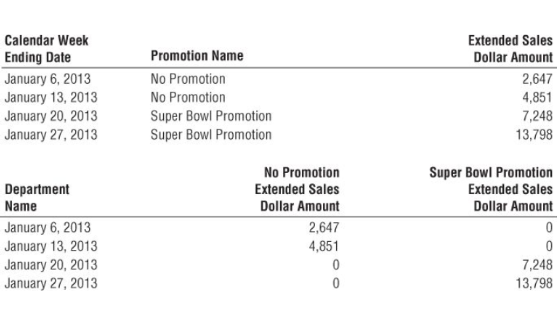 Calendar Week Ending Date Promotion Name Extended Sales Dollar Amount
January 6, 2013 No Promotion 2,647
January 13, 2013 No Promotion 4,851
January 20, 2013 Super Bowl Promotion 7,248
January 27, 2013 Super Bowl Promotion 13,798
Department Name No Promotion Extended Sales Dollar Amount Super Bowl Promotion Extended Sales Dollar Amount
January 6, 2013 2,647 0
January 13, 2013 4,851 0
January 20, 2013 0 7,248
January 27, 2013 0 13,798